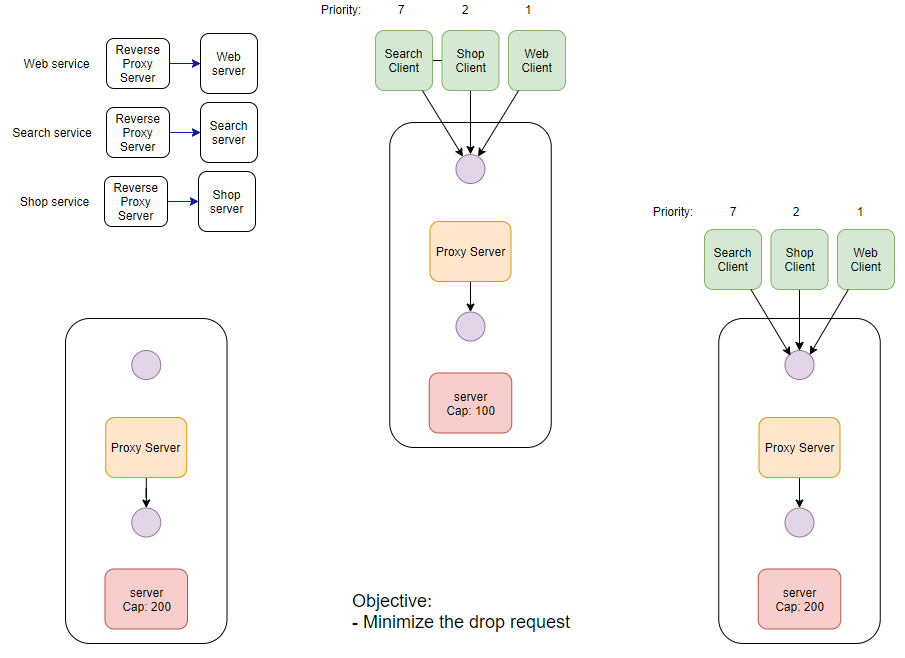 Priority: 7 2 1
Web service
Reverse
Proxy
Server
Web
server
Search
Client
Shop
Client
Web
Client
Search service
Reverse
Proxy
Server
Search
server
Shop service
Reverse
Proxy
Server
Shop
server
Proxy Server
server
Cap: 100
Priority: 7 2 1
Search
Client
Shop
Client
Web
Client
Proxy Server
server
Cap: 200
Proxy Server
server
Cap: 200
Objective:
- Minimize the drop request